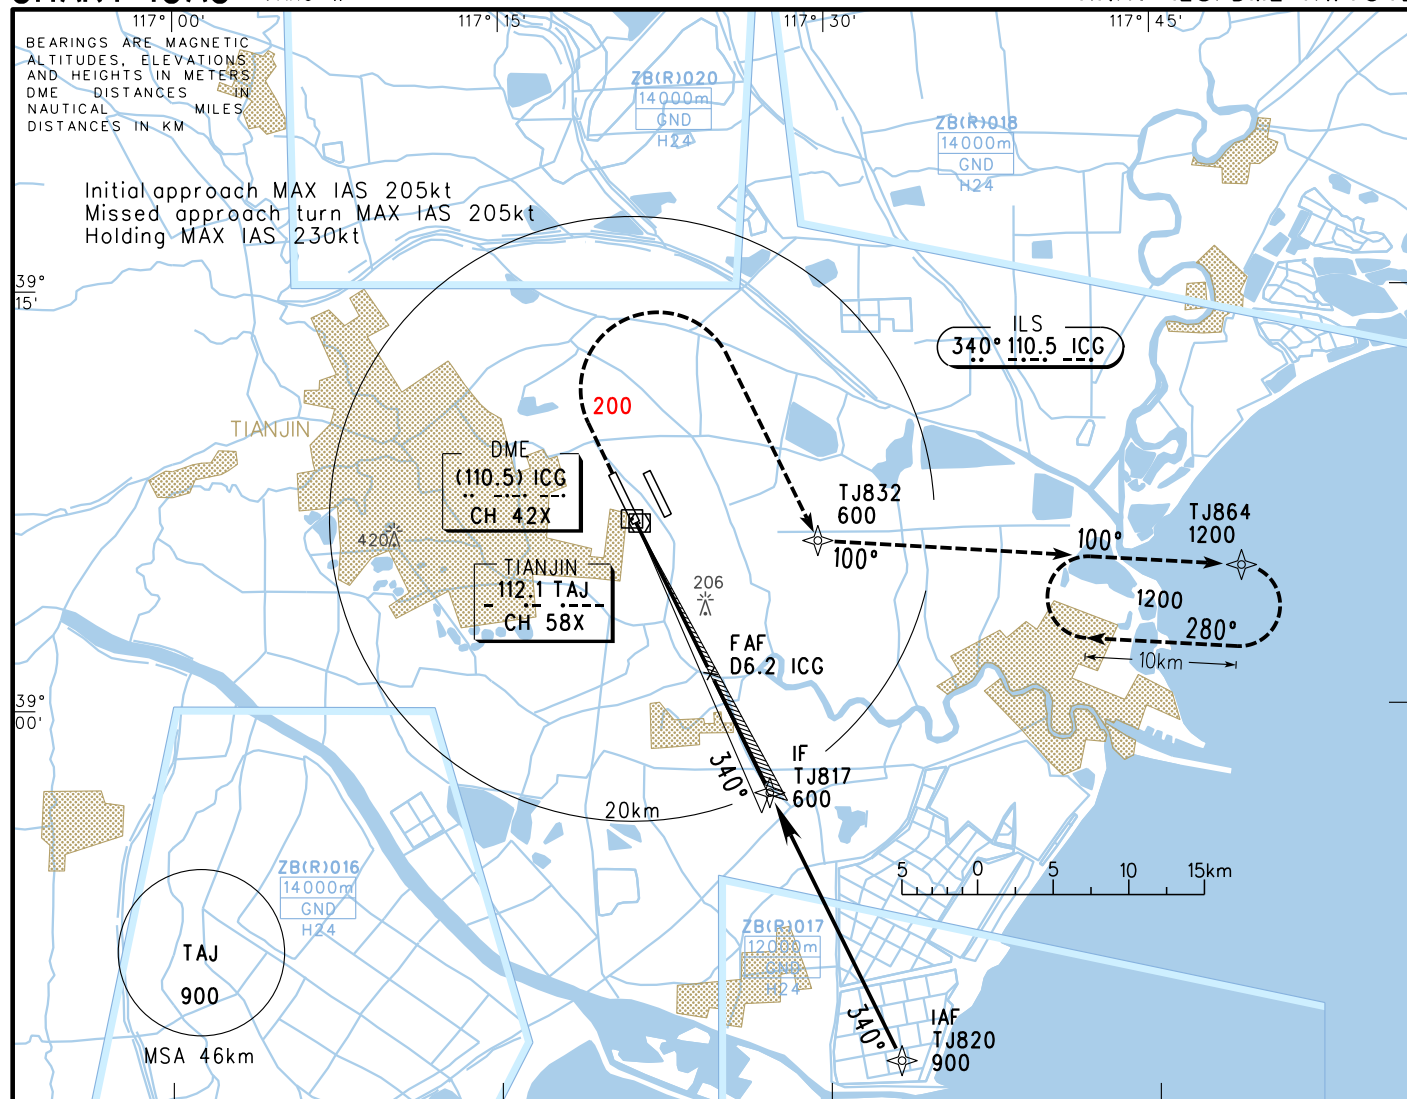 117° 00'
117° 15'
117° 30'
117° 45'
BEARINGS ARE MAGNETIC
ALTITUDES, ELEVATIONS
AND HEIGHTS IN METERS
DME DISTANCES IN
NAUTICAL MILES
DISTANCES IN KM
ZB(R)020
14000m
GND
H24
ZB(R)018
14000m
GND
H24
Initial approach MAX IAS 205kt
Missed approach turn MAX IAS 205kt
Holding MAX IAS 230kt
39°
15'
ILS
340° 110.5 ICG
200
TIANJIN
DME
(110.5) ICG
CH 42X
TJ832
600
100°
100°
TJ864
1200
420
TIANJIN
112.1 TAJ
CH 58X
206
1200
280°
10km
FAF
D6.2 ICG
39°
00'
340°
IF
TJ817
600
20km
5 0 5 10 15km
ZB(R)016
14000m
GND
H24
ZB(R)017
12000m
GND
H24
TAJ
900
MSA 46km
340°
IAF
TJ820
900